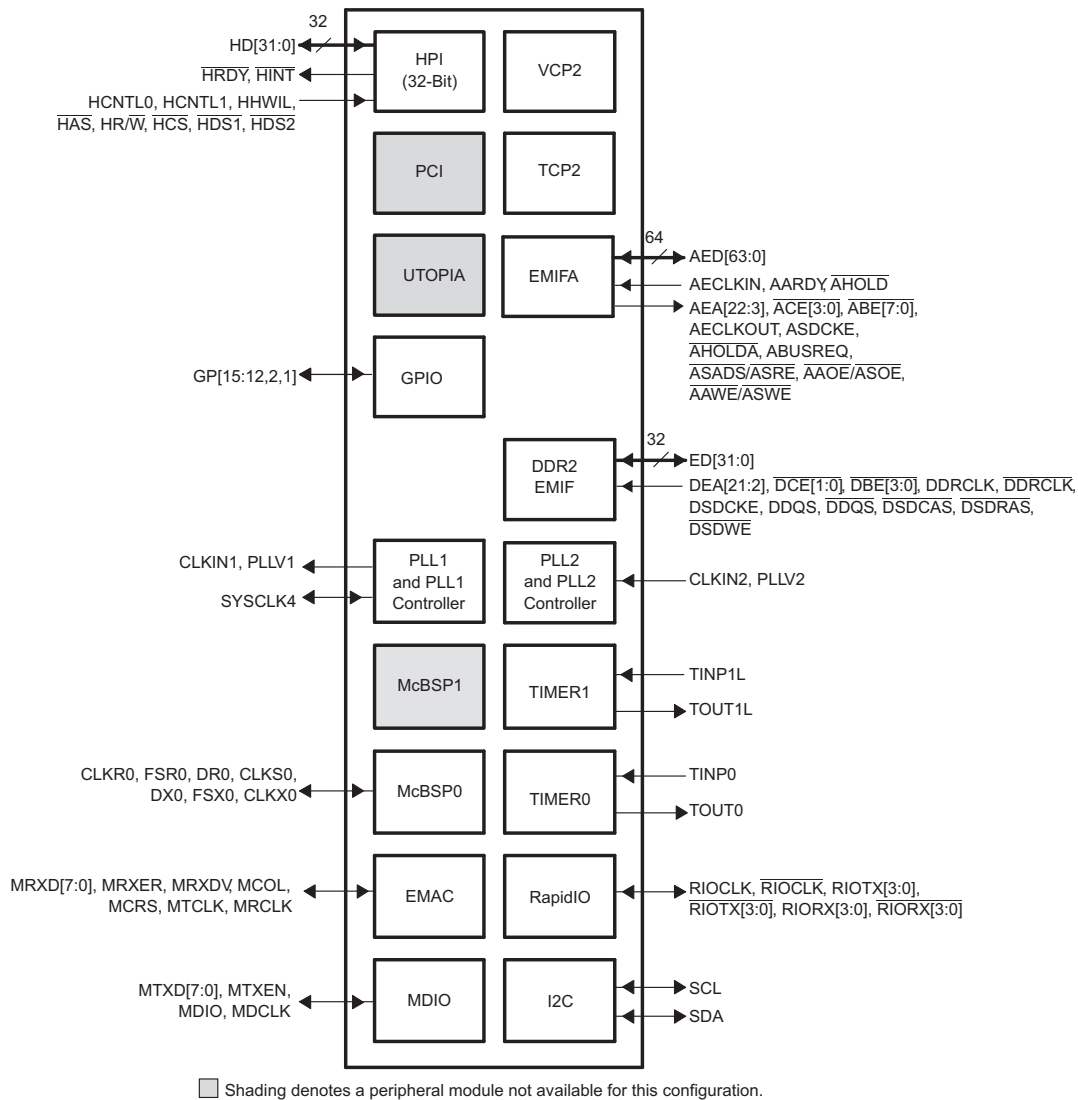 32
HD[31:0]
HRDY, HINT
HCNTL0, HCNTL1, HHWIL,
HAS, HR/W, HCS, HDS1, HDS2
HPI
(32-Bit)
VCP2
PCI
TCP2
UTOPIA
EMIFA
64
AED[63:0]
AECLKIN, AARDY, AHOLD
AEA[22:3], ACE[3:0], ABE[7:0],
AECLKOUT, ASDCKE,
AHOLDA, ABUSREQ,
ASADS/ASRE, AAOE/ASOE,
AAWE/ASWE
GP[15:12,2,1]
GPIO
DDR2
EMIF
32
ED[31:0]
DEA[21:2], DCE[1:0], DBE[3:0], DDRCLK, DDRCLK,
DSDCKE, DDQS, DDQS, DSDCAS, DSDRAS,
DSDWE
CLKIN1, PLLV1
SYSCLK4
PLL1
and PLL1
Controller
PLL2
and PLL2
Controller
CLKIN2, PLLV2
McBSP1
TIMER1
TINP1L
TOUT1L
CLKR0, FSR0, DR0, CLKS0,
DX0, FSX0, CLKX0
McBSP0
TIMER0
TINP0
TOUT0
MRXD[7:0], MRXER, MRXDV, MCOL,
MCRS, MTCLK, MRCLK
EMAC
RapidIO
RIOCLK, RIOCLK, RIOTX[3:0],
RIOTX[3:0], RIORX[3:0], RIORX[3:0]
MTXD[7:0], MTXEN,
MDIO, MDCLK
MDIO
I2C
SCL
SDA
Shading denotes a peripheral module not available for this configuration.